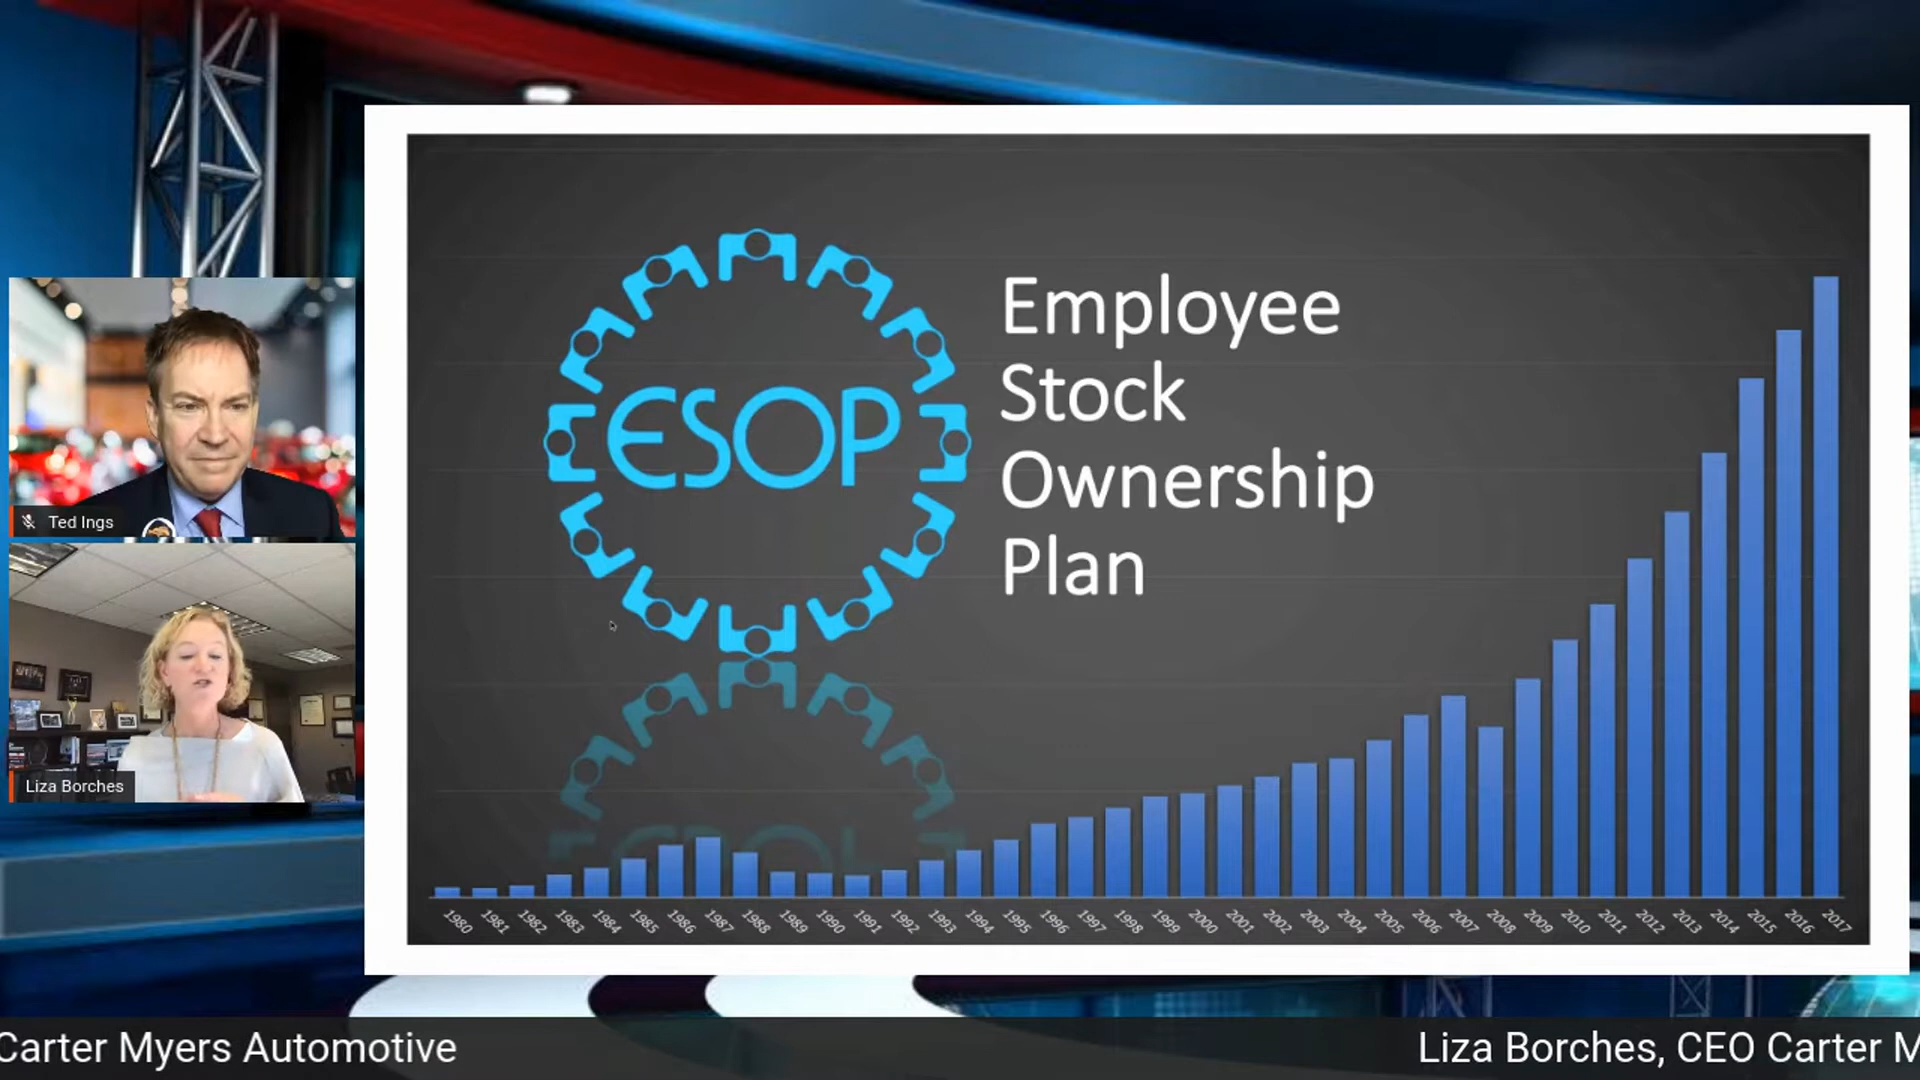 ESOP
Employee
Stock
Ownership
Plan
Ted Ings
Liza Borches
1980 1981 1982 1983 1984 1985 1986 1987 1988 1989 1990 1991 1992 1993 1994 1995 1996 1997 1998 1999 2000 2001 2002 2003 2004 2005 2006 2007 2008 2009 2010 2011 2012 2013 2014 2015 2016 2017
Carter Myers Automotive
Liza Borches, CEO Carter M